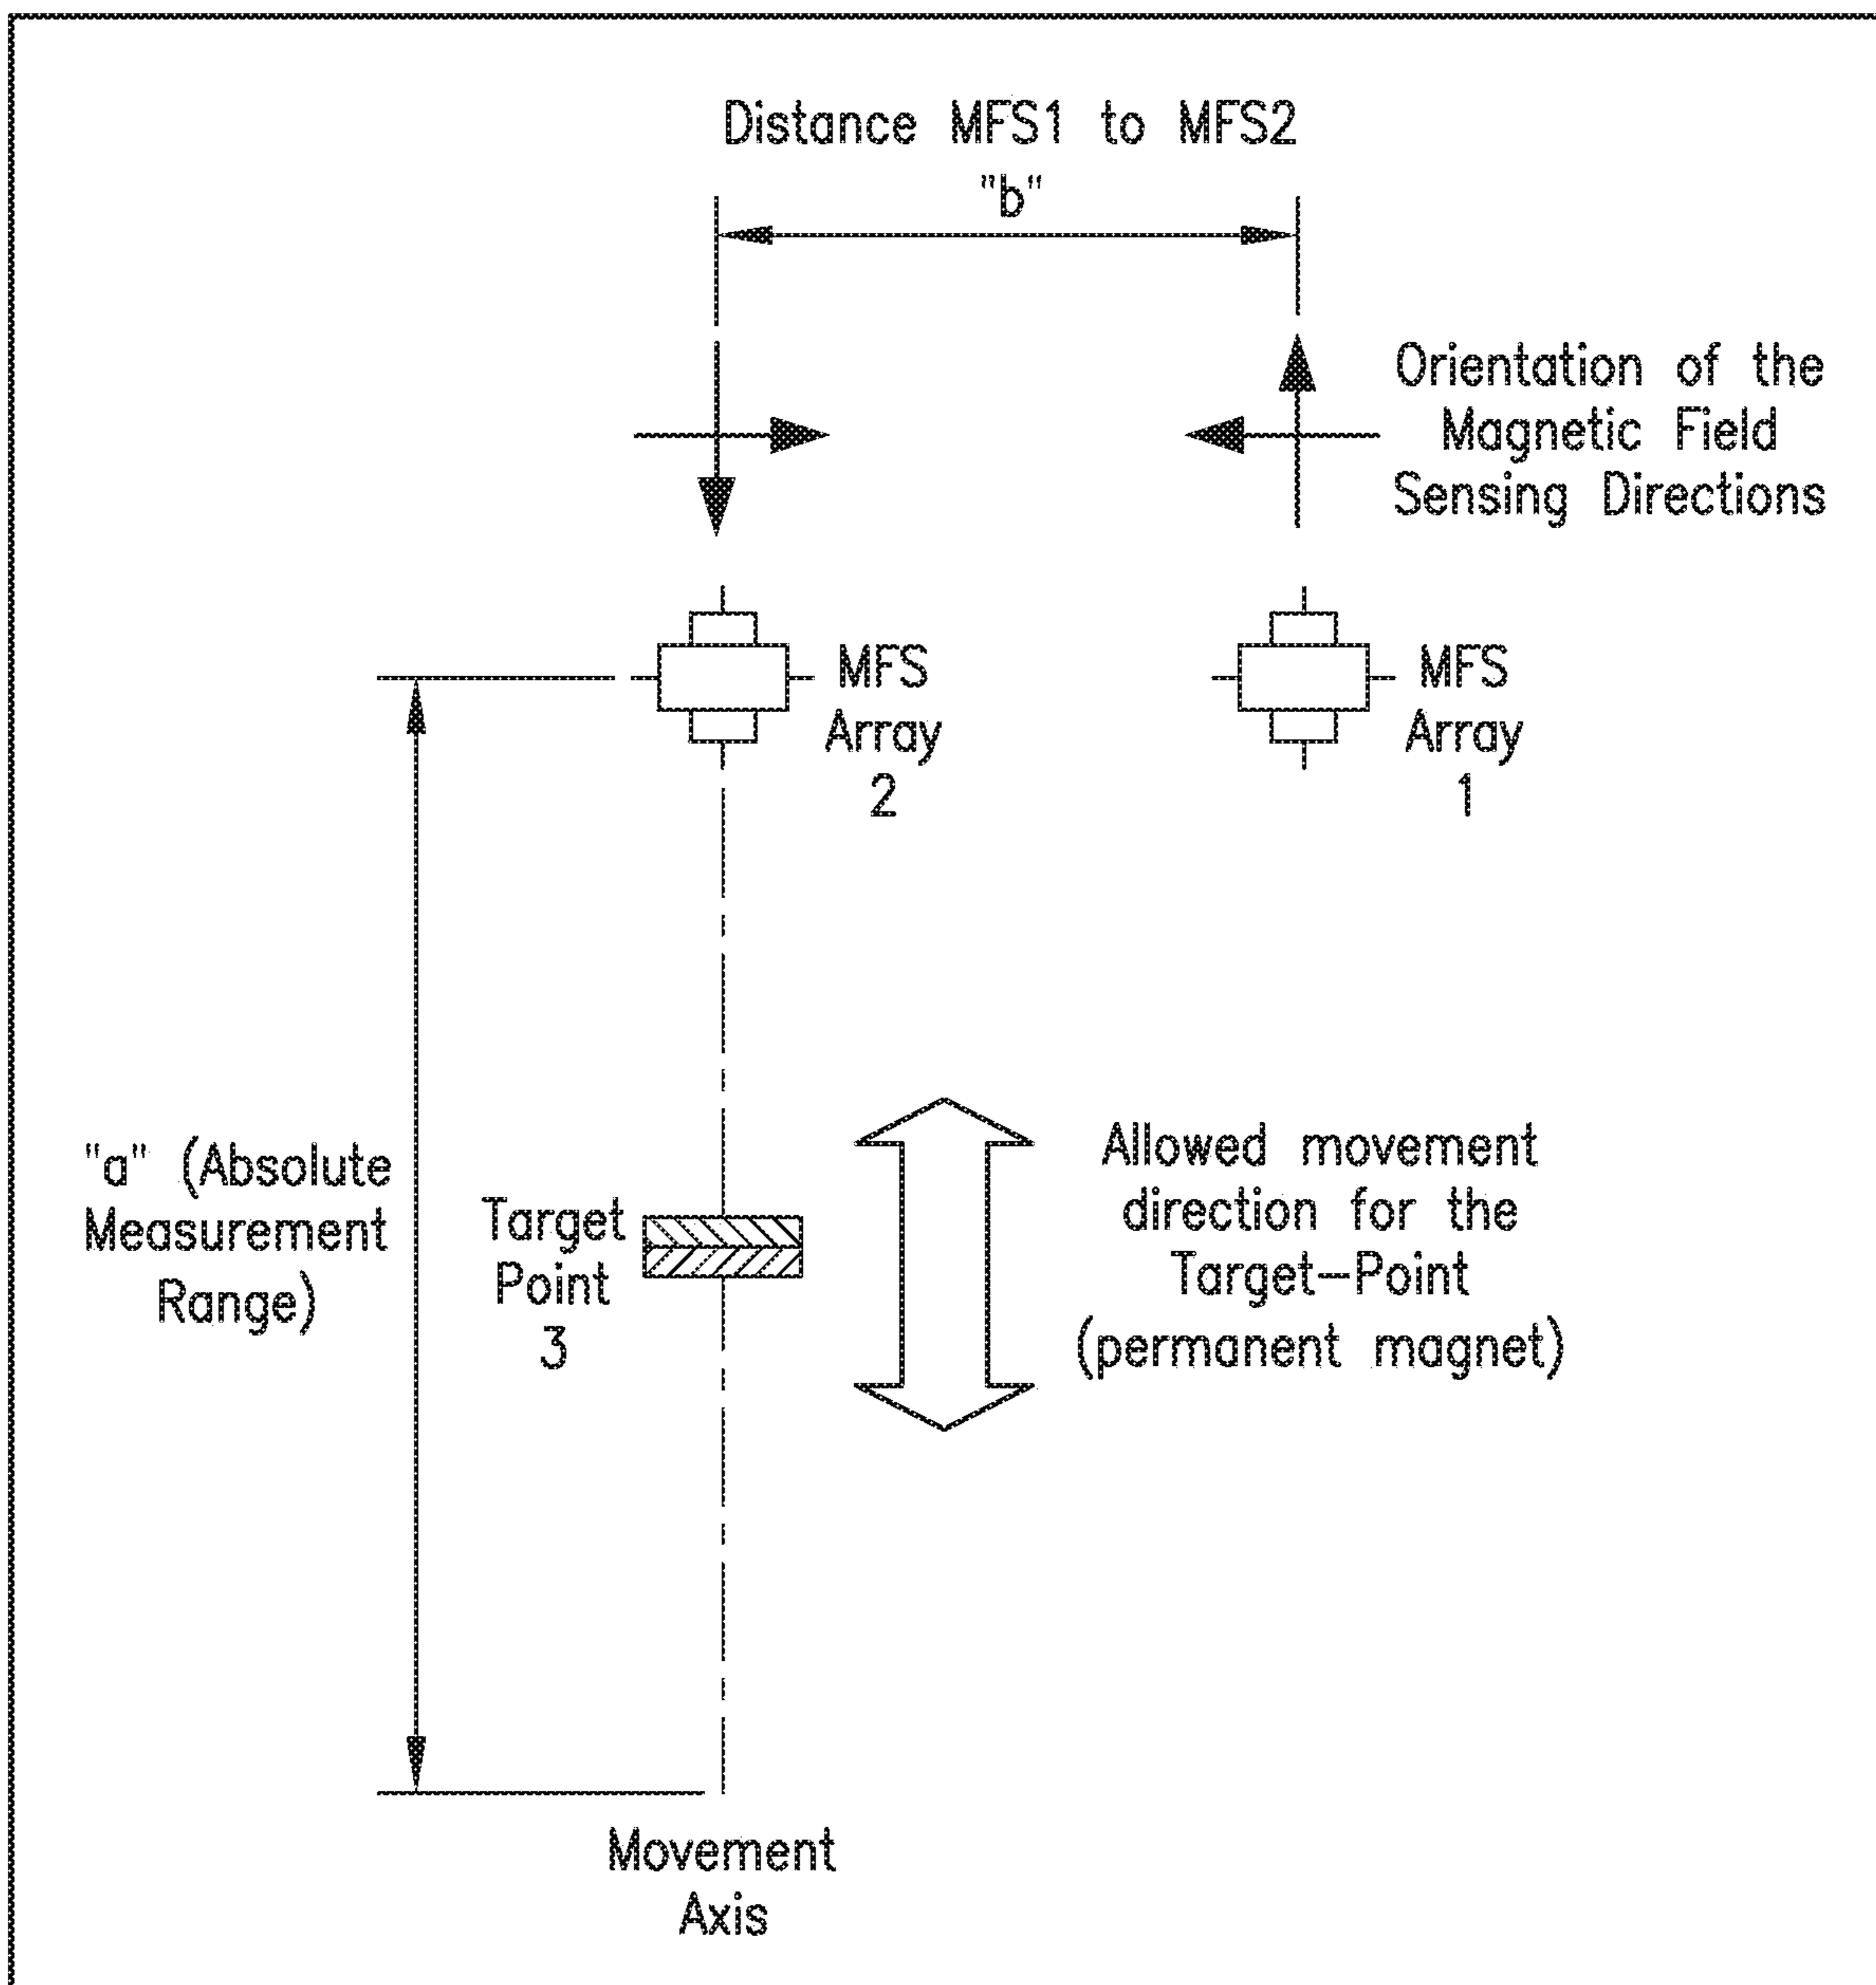 Distance MFS1 to MFS2
"b"
Orientation of the
Magnetic Field
Sensing Directions
MFS
Array
2
MFS
Array
1
"a" (Absolute
Measurement
Range)
Target
Point
3
Allowed movement
direction for the
Target-Point
(permanent magnet)
Movement
Axis